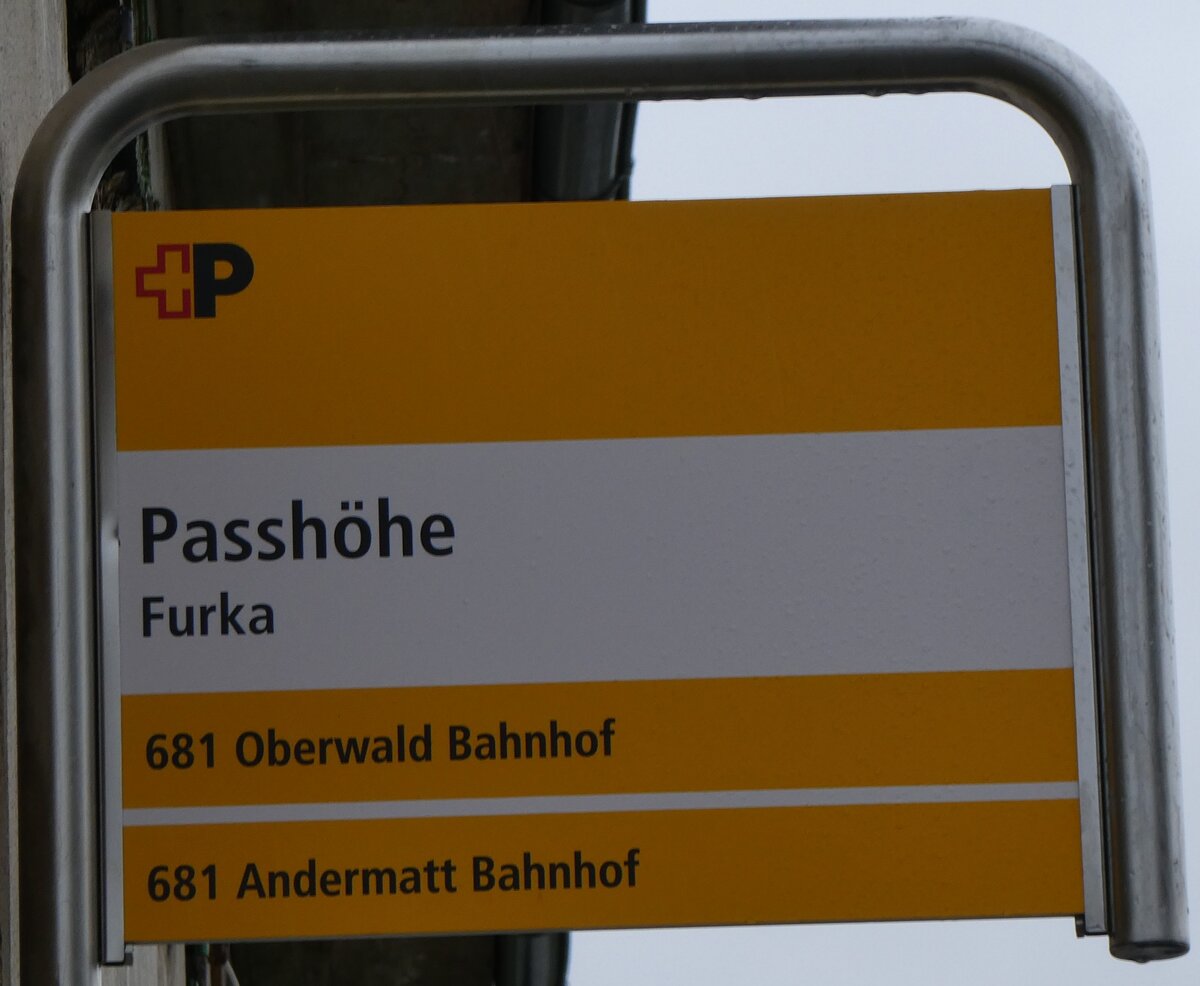 P
Passhöhe
Furka
681 Oberwald Bahnhof
681 Andermatt Bahnhof